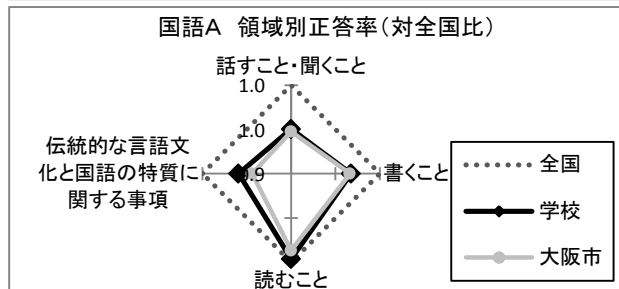 国語A 領域別正答率(対全国比)
話すこと・聞くこと
1.0
1.0
0.9
書くこと
伝統的な言語文
化と国語の特質に
関する事項
読むこと
全国
学校
大阪市